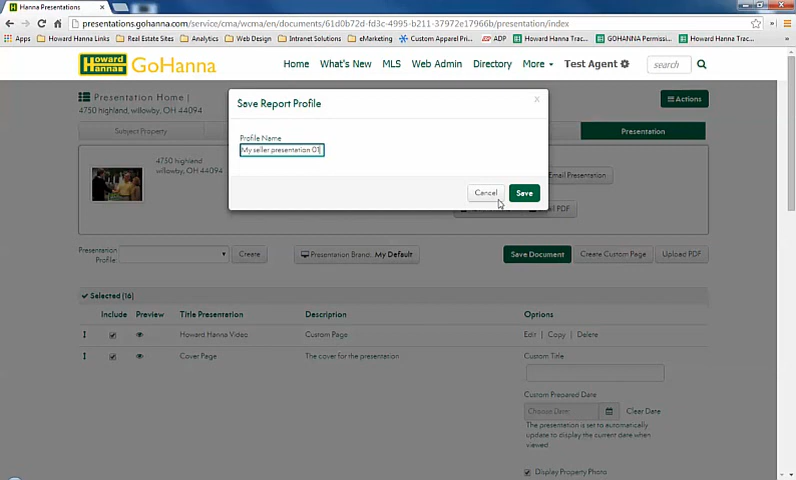 Hanna Presentations
presentations.gohanna.com/service/cma/wcma/en/documents/61d0b72d-fd3c-4995-b211-37972e17966b/presentation/index
Apps Howard Hanna Links Real Estate Sites Analytics Web Design Intranet Solutions eMarketing Custom Apparel Pri... ADP Howard Hanna Trac... GOHANNA Permissi... Howard Hanna Trac...
Howard Hanna GoHanna Home What's New MLS Web Admin Directory More Test Agent search
Presentation Home |
4750 highland, willowby, OH 44094
Actions
Save Report Profile x
Profile Name
My seller presentation 01
Cancel Save
Subject Property Presentation
4750 highland
willowby, OH 44094
Email Presentation
PDF
Presentation Profile: Create Presentation Brand: My Default Save Document Create Custom Page Upload PDF
Selected (16)
Include Preview Title Presentation Description Options
Howard Hanna Video Custom Page Edit | Copy | Delete
Cover Page The cover for the presentation Custom Title
Custom Prepared Date
Choose Date Clear Date
The presentation is set to automatically
update to display the current date when
viewed
Display Property Photo